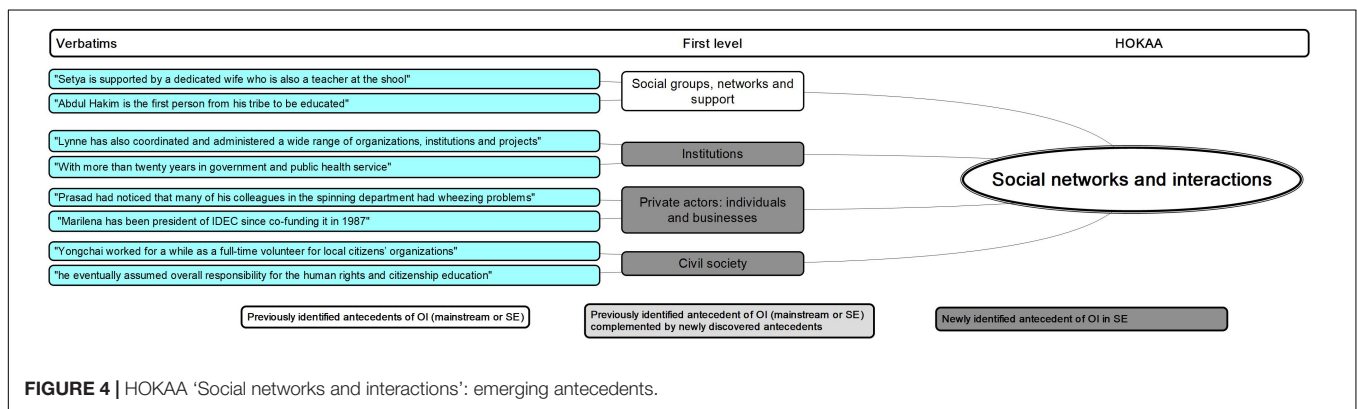 Verbatims First level HOKAA
"Setya is supported by a dedicated wife who is also a teacher at the shool"
"Abdul Hakim is the first person from his tribe to be educated"
Social groups, networks and
support
"Lynne has also coordinated and administered a wide range of organizations, institutions and projects"
"With more than twenty years in government and public health service"
Institutions
"Prasad had noticed that many of his colleagues in the spinning department had wheezing problems"
"Marilena has been president of IDEC since co-funding it in 1987"
Private actors: individuals
and businesses
"Yongchai worked for a while as a full-time volunteer for local citizens' organizations"
"he eventually assumed overall responsibility for the human rights and citizenship education"
Civil society
Social networks and interactions
Previously identified antecedents of OI (mainstream or SE)
Previously identified antecedent of OI (mainstream or SE)
complemented by newly discovered antecedents
Newly identified antecedent of OI in SE
FIGURE 4 | HOKAA ‘Social networks and interactions’: emerging antecedents.